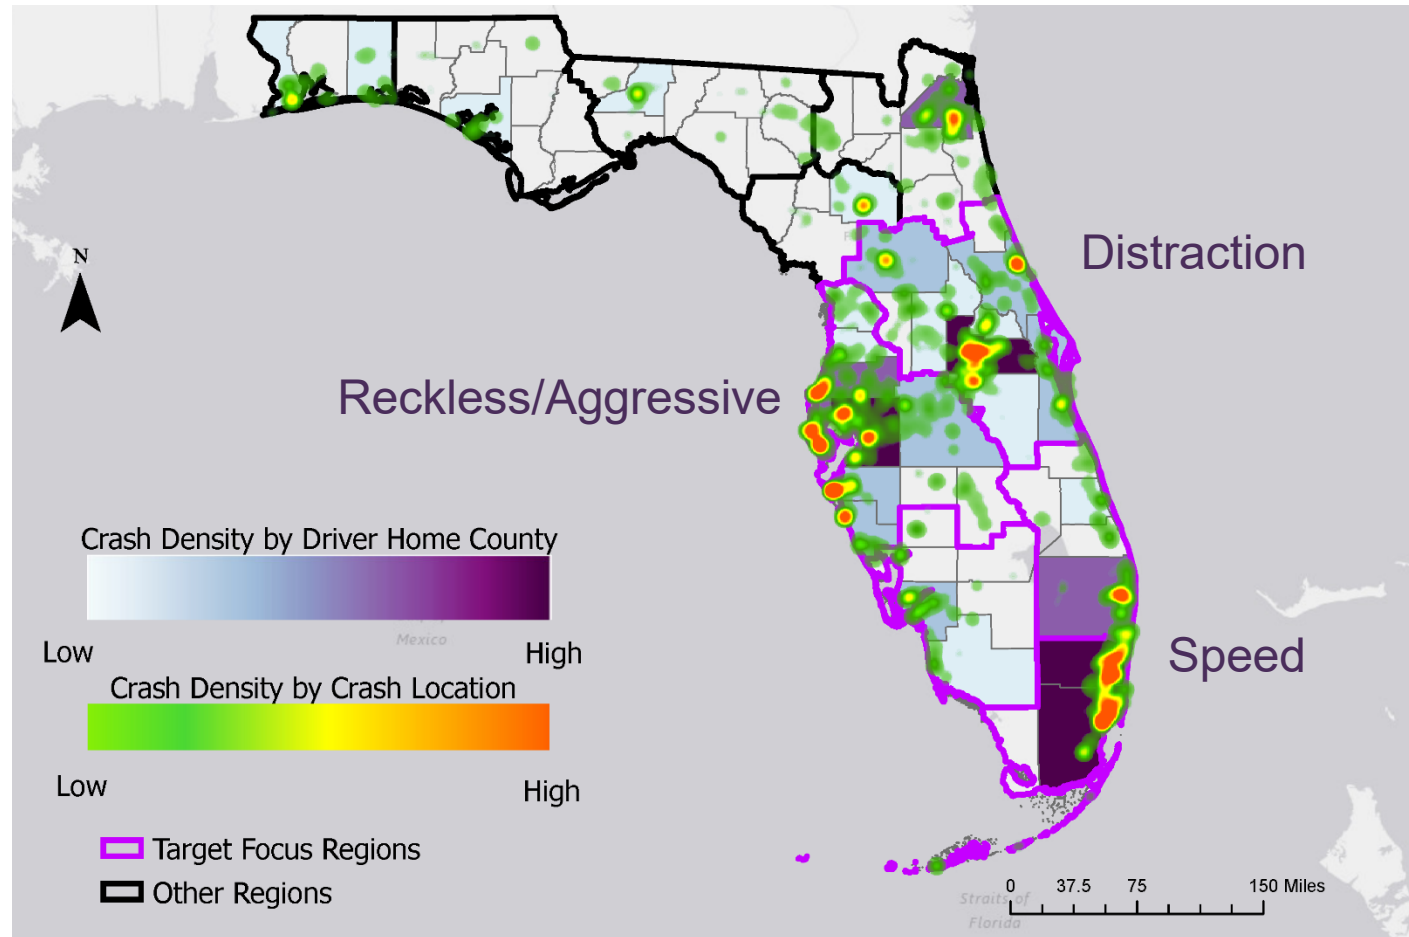 N
Distraction
Reckless/Aggressive
Speed
Crash Density by Driver Home County
Mexico
Low
High
Crash Density by Crash Location
Low
High
Target Focus Regions
Other Regions
0 37.5 75 150 Miles
Straits of
Florida